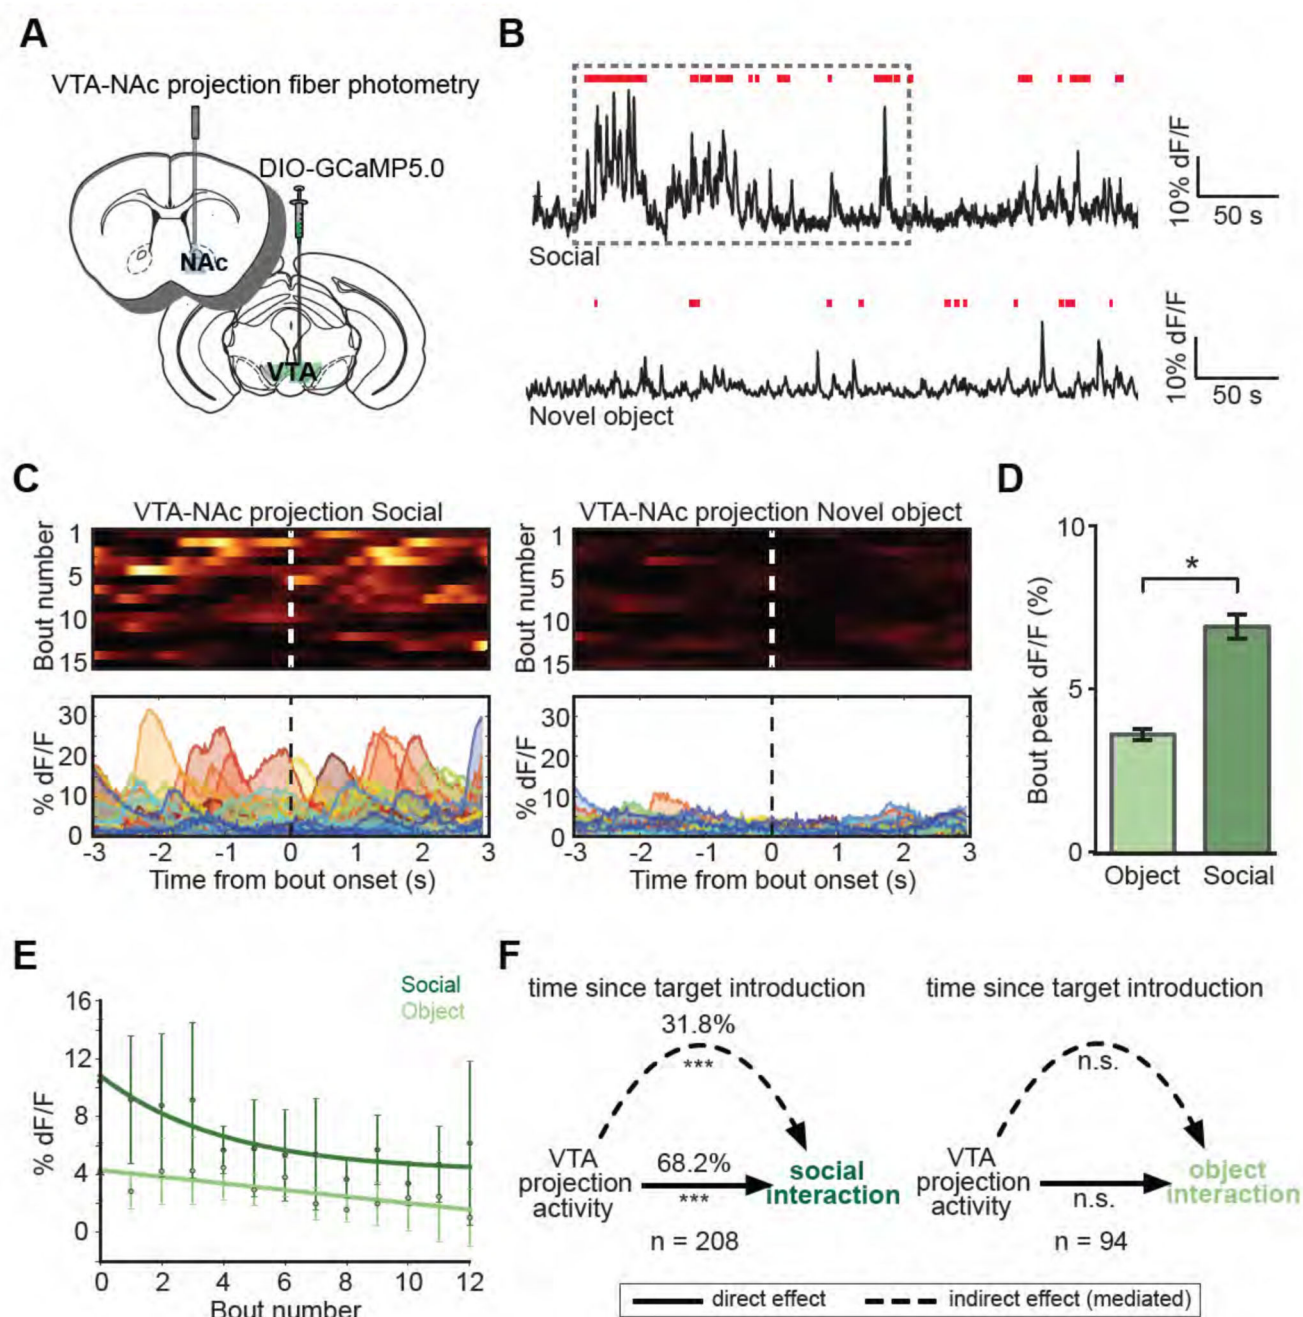 A
VTA-NAc projection fiber photometry
DIO-GCaMP5.0
NAc
VTA
B
10% dF/F
50 s
Social
10% dF/F
50 s
Novel object
C
VTA-NAc projection Social
Bout number
1
5
10
15
% dF/F
30
20
10
0
-3 -2 -1 0 1 2 3
Time from bout onset (s)
VTA-NAc projection Novel object
Bout number
1
5
10
15
% dF/F
30
20
10
0
-3 -2 -1 0 1 2 3
Time from bout onset (s)
D
Bout peak dF/F (%)
10
5
0
*
Object Social
E
Social
Object
% dF/F
16
12
8
4
0
0 2 4 6 8 10 12
Bout number
F
time since target introduction
31.8%
***
VTA
projection
activity
68.2%
***
social
interaction
n = 208
time since target introduction
n.s.
VTA
projection
activity
n.s.
object
interaction
n = 94
direct effect indirect effect (mediated)